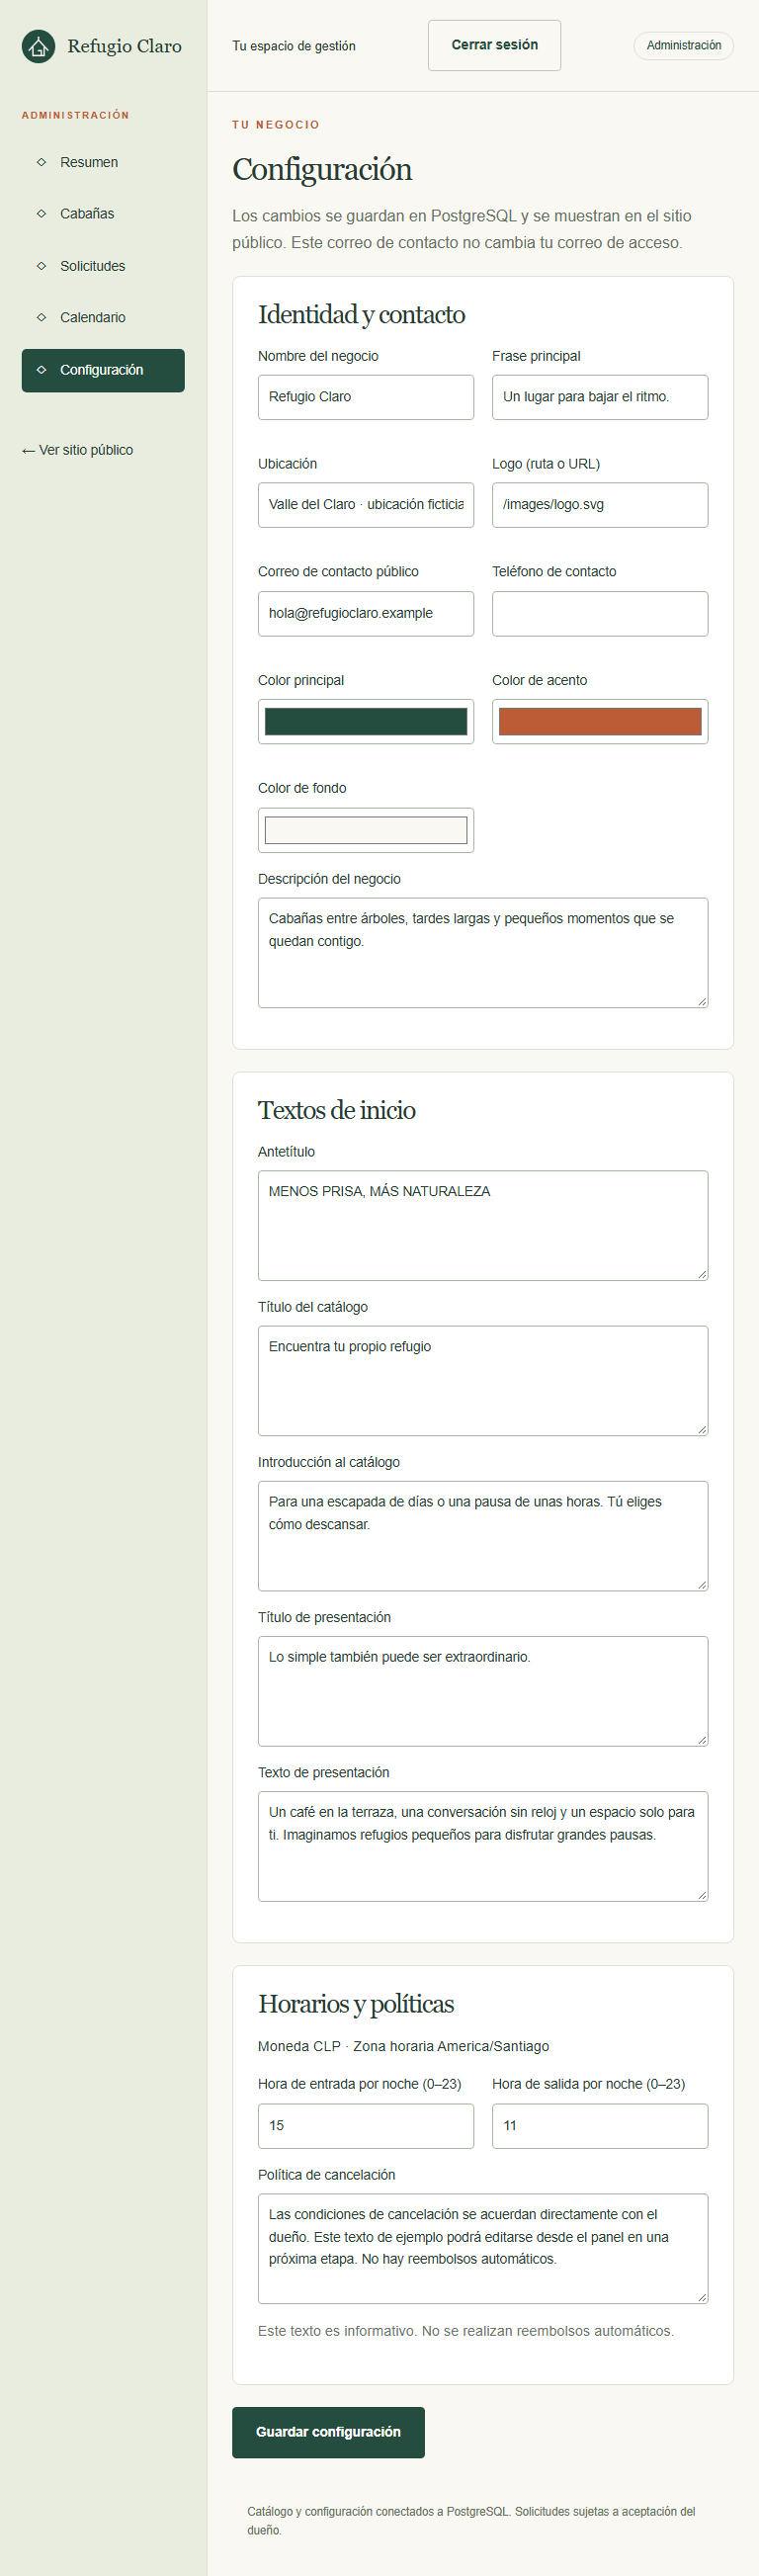 Refugio Claro
ADMINISTRACIÓN
Resumen
Cabañas
Solicitudes
Calendario
Configuración
← Ver sitio público
Tu espacio de gestión
Cerrar sesión
Administración
TU NEGOCIO
Configuración
Los cambios se guardan en PostgreSQL y se muestran en el sitio
público. Este correo de contacto no cambia tu correo de acceso.
Identidad y contacto
Nombre del negocio
Refugio Claro
Frase principal
Un lugar para bajar el ritmo.
Ubicación
Valle del Claro · ubicación ficticia
Logo (ruta o URL)
/images/logo.svg
Correo de contacto público
hola@refugioclaro.example
Teléfono de contacto
Color principal
Color de acento
Color de fondo
Descripción del negocio
Cabañas entre árboles, tardes largas y pequeños momentos que se
quedan contigo.
Textos de inicio
Antetítulo
MENOS PRISA, MÁS NATURALEZA
Título del catálogo
Encuentra tu propio refugio
Introducción al catálogo
Para una escapada de días o una pausa de unas horas. Tú eliges
cómo descansar.
Título de presentación
Lo simple también puede ser extraordinario.
Texto de presentación
Un café en la terraza, una conversación sin reloj y un espacio solo para
ti. Imaginamos refugios pequeños para disfrutar grandes pausas.
Horarios y políticas
Moneda CLP · Zona horaria America/Santiago
Hora de entrada por noche (0–23)
15
Hora de salida por noche (0–23)
11
Política de cancelación
Las condiciones de cancelación se acuerdan directamente con el
dueño. Este texto de ejemplo podrá editarse desde el panel en una
próxima etapa. No hay reembolsos automáticos.
Este texto es informativo. No se realizan reembolsos automáticos.
Guardar configuración
Catálogo y configuración conectados a PostgreSQL. Solicitudes sujetas a aceptación del
dueño.